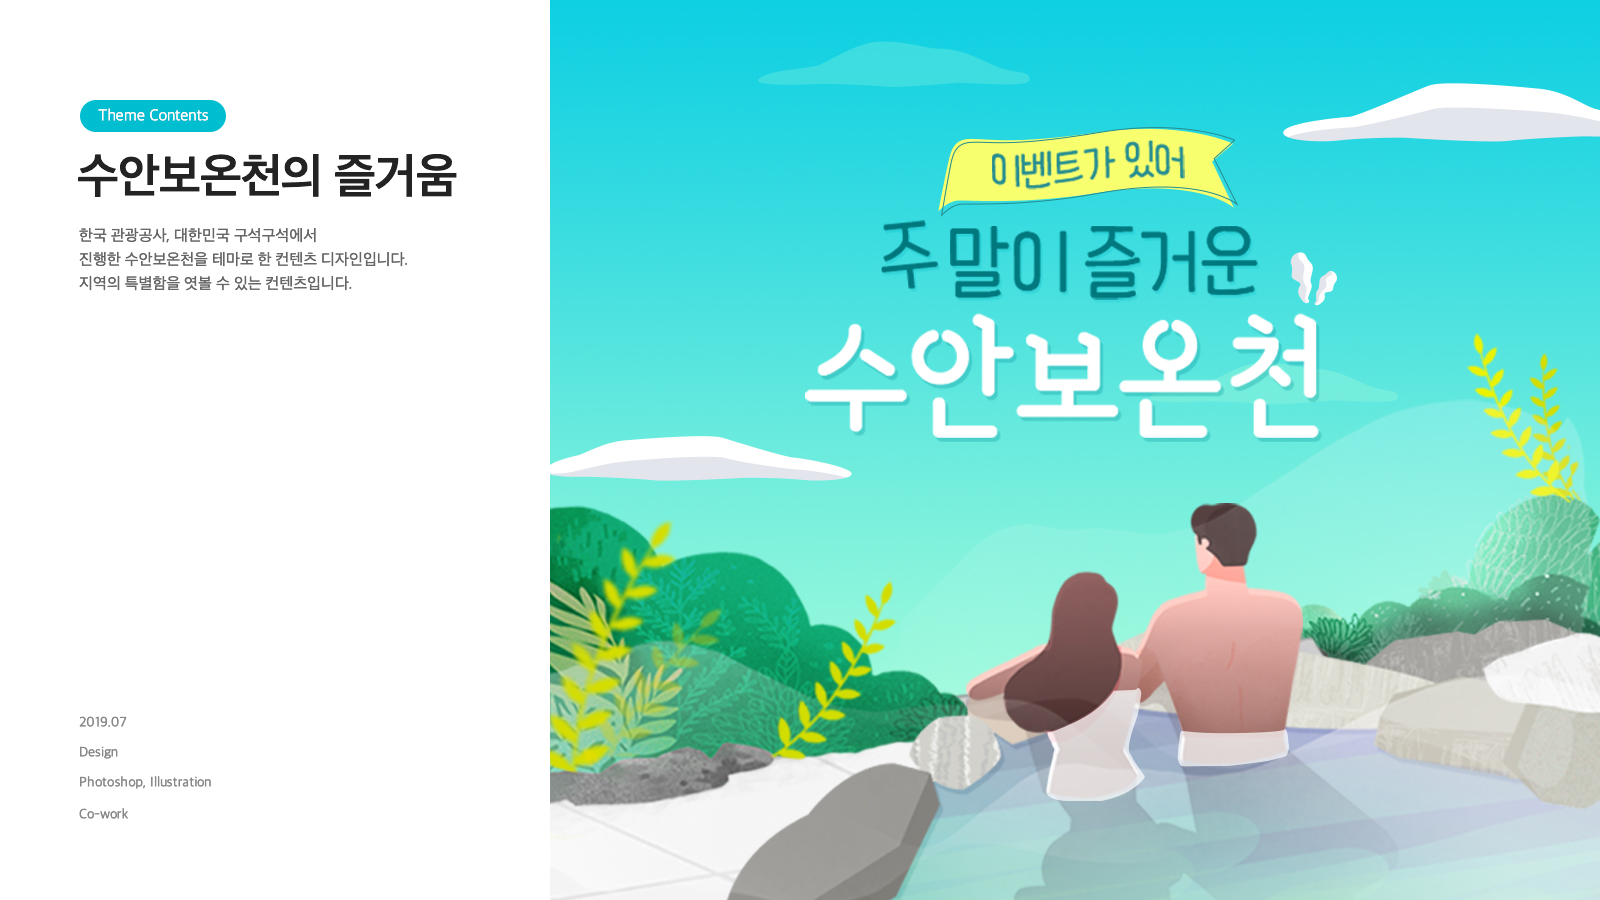 Theme Contents
수안보온천의 즐거움
한국 관광공사, 대한민국 구석구석에서
진행한 수안보온천을 테마로 한 컨텐츠 디자인입니다.
지역의 특별함을 엿볼 수 있는 컨텐츠입니다.
2019.07
Design
Photoshop, Illustration
Co-work
이벤트가 있어
주말이 즐거운
수안보온천